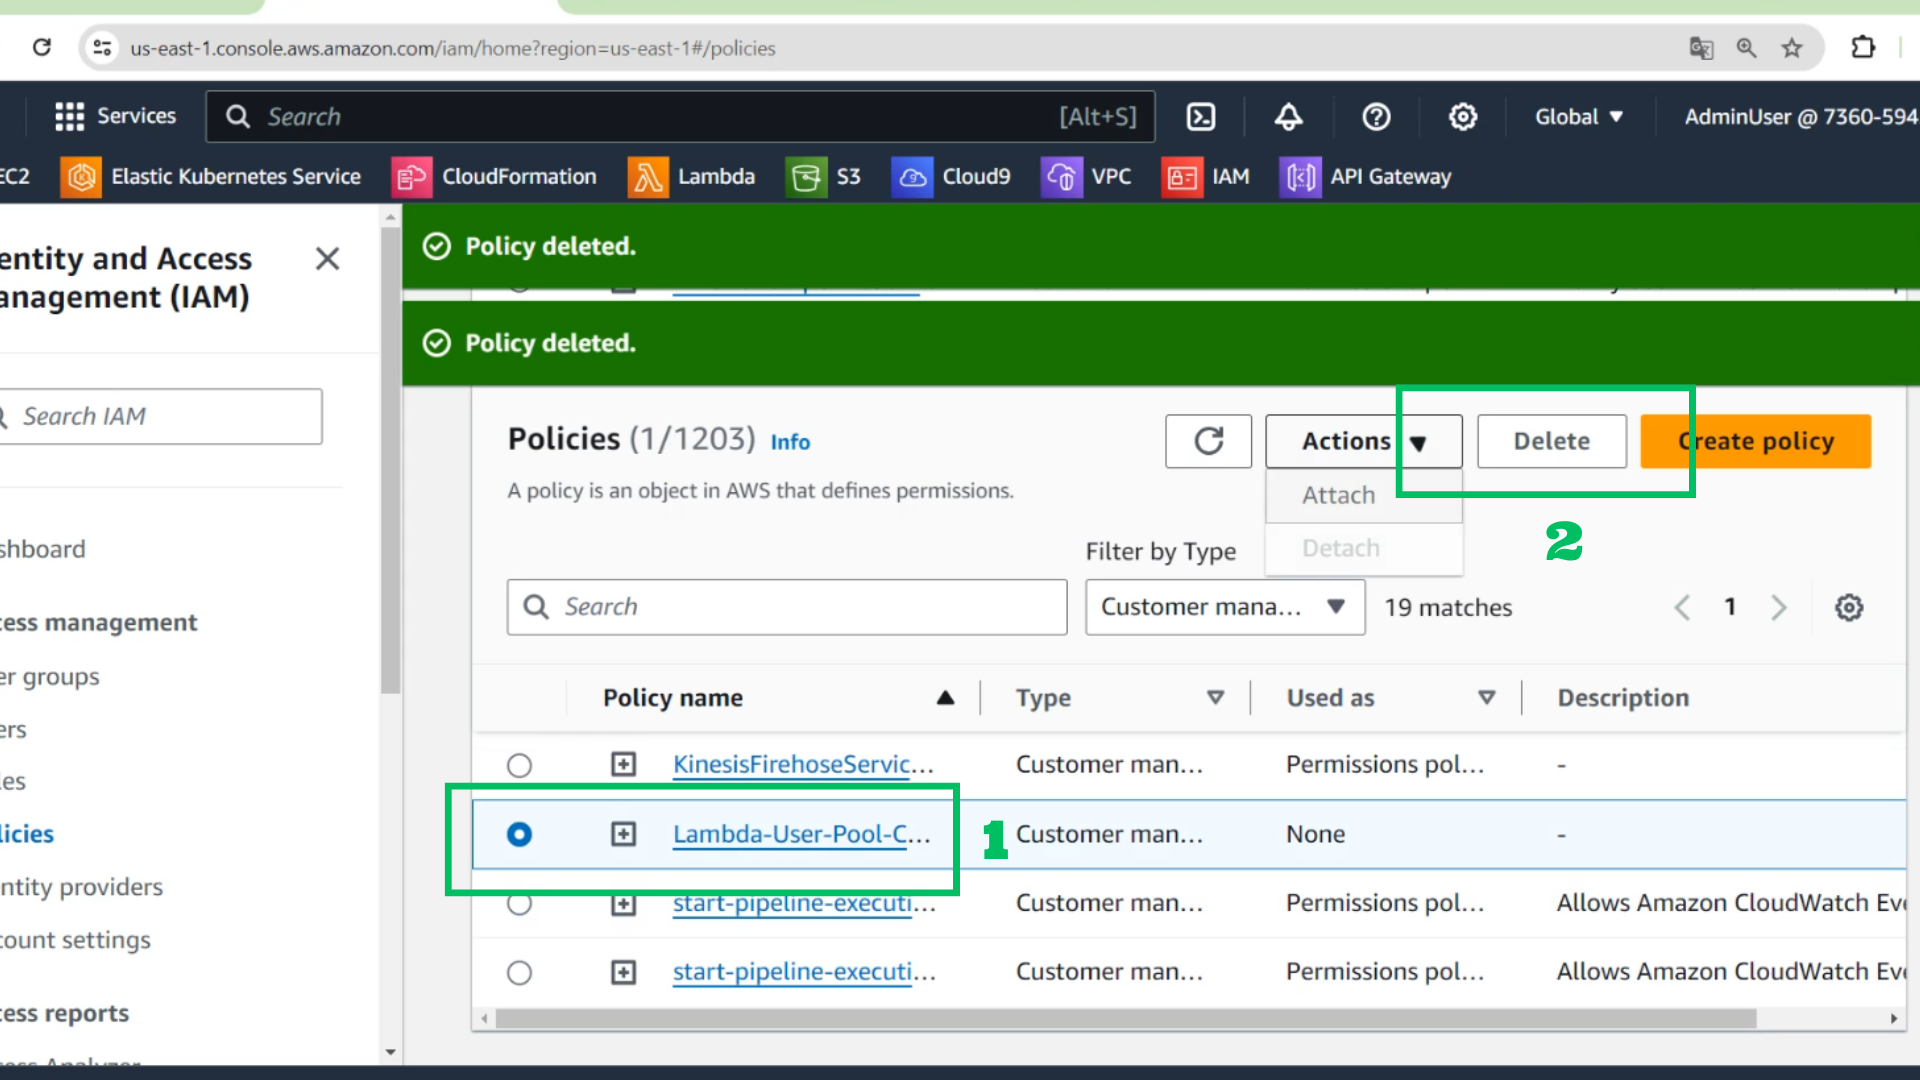 us-east-1.console.aws.amazon.com/iam/home?region=us-east-1#/policies
Services
Search
[Alt+S]
Global
AdminUser @ 7360-594
EC2
Elastic Kubernetes Service
CloudFormation
Lambda
S3
Cloud9
VPC
IAM
API Gateway
entity and Access
anagement (IAM)
Search IAM
shboard
cess management
er groups
ers
les
licies
ntity providers
count settings
cess reports
Policy deleted.
Policy deleted.
Policies (1/1203) Info
Actions
Delete
Create policy
A policy is an object in AWS that defines permissions.
Attach
Detach
2
Filter by Type
Search
Customer mana...
19 matches
1
Policy name
Type
Used as
Description
KinesisFirehoseServic...
Customer man...
Permissions pol...
-
Lambda-User-Pool-C...
1
Customer man...
None
-
start-pipeline-executi...
Customer man...
Permissions pol...
Allows Amazon CloudWatch Eve
start-pipeline-executi...
Customer man...
Permissions pol...
Allows Amazon CloudWatch Eve